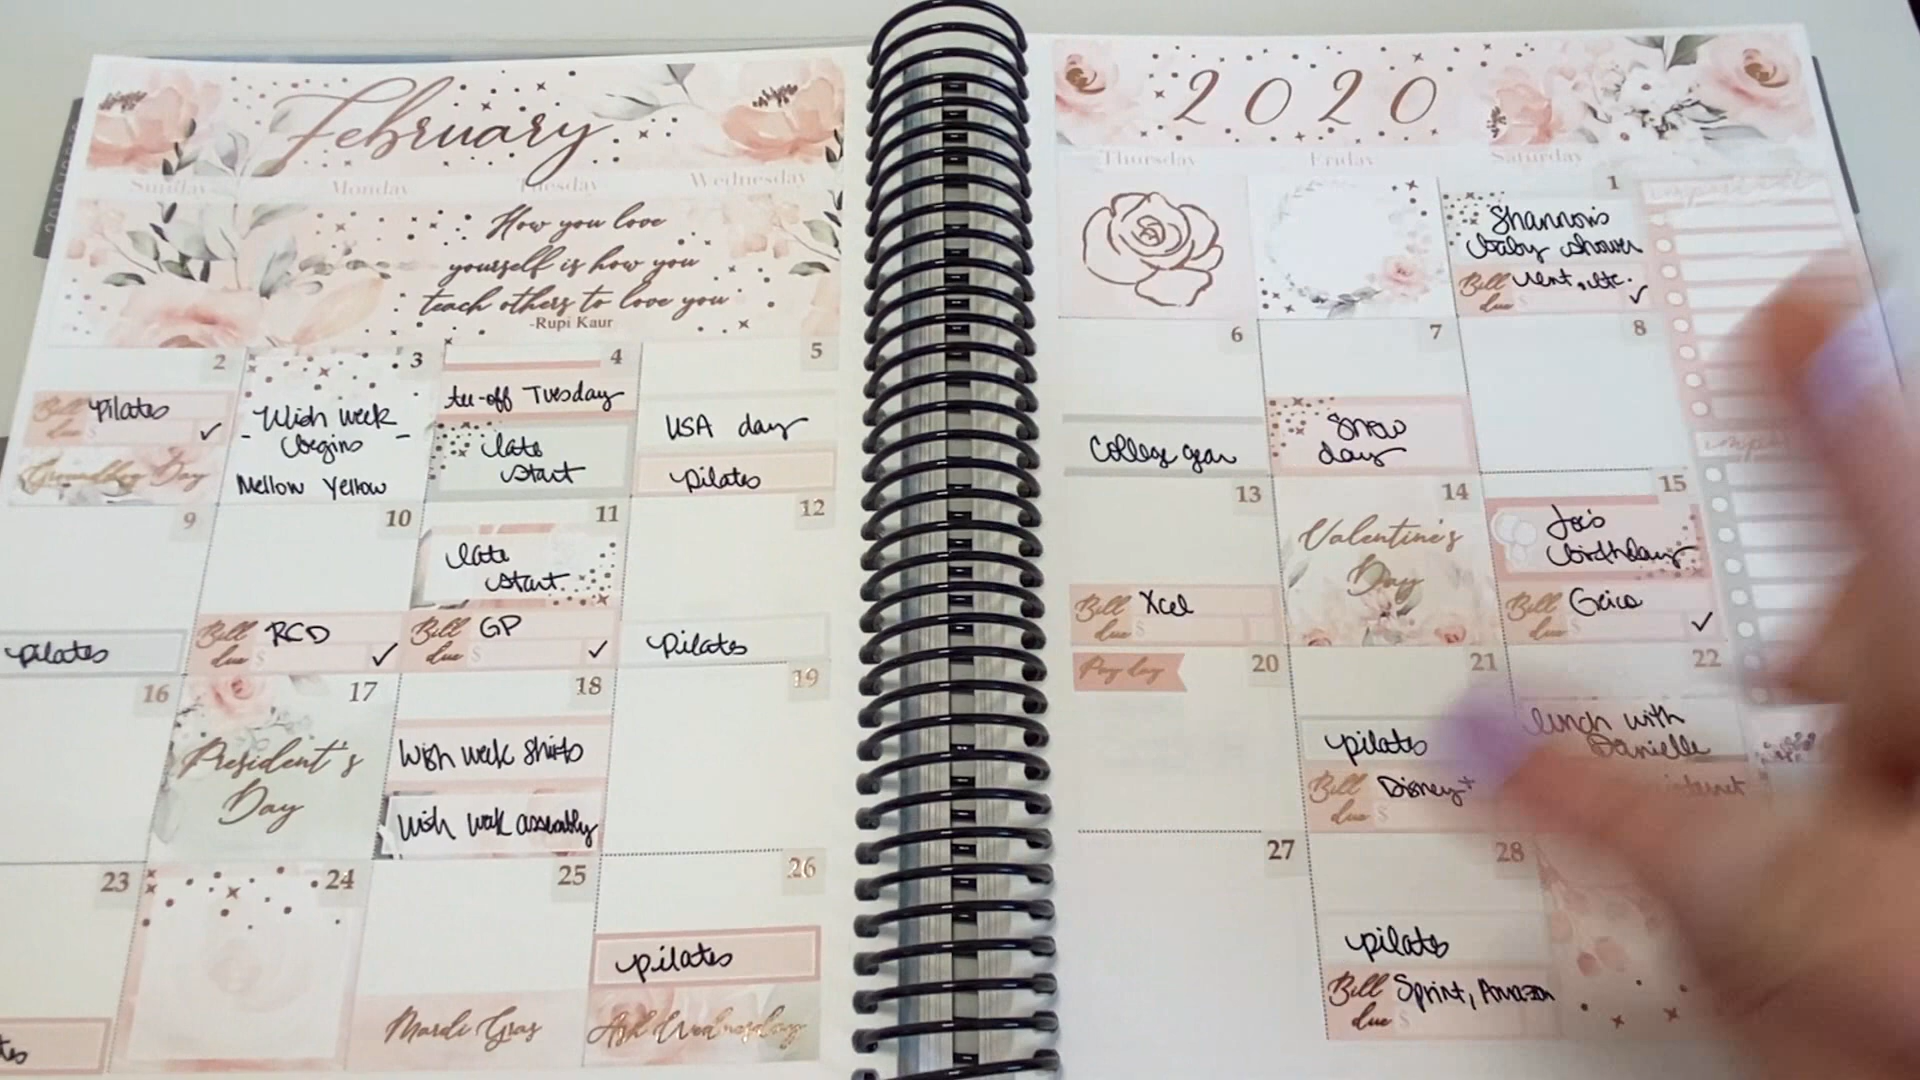 February
2020
Sunday
Monday
Tuesday
Wednesday
Thursday
Friday
Saturday
How you love
yourself is how you
teach others to love you
-Rupi Kaur
1
Shannon's
baby shower
Bill
due $
rent, etc. ✓
2
Bill
due $
Pilates ✓
Groundhog Day
3
Wish week
- begins -
Mellow Yellow
4
tee-off Tuesday
late
start
5
USA day
Pilates
6
College gear
7
Snow
day
8
9
pilates
10
Bill
due $
RCD ✓
11
late
start
Bill
due $
GP ✓
12
Pilates
13
Bill
due $
Xcel
14
Valentine's
Day
15
Joe's
birthday
Bill
due $
Geico ✓
16
17
President's
Day
18
Wish week shirts
Wish week assembly
19
20
Pay day
21
pilates
Bill
due $
Disney+
22
lunch with
Danielle
internet
23
24
25
Mardi Gras
26
pilates
Ash Wednesday
27
28
pilates
Bill
due $
Sprint, Amazon